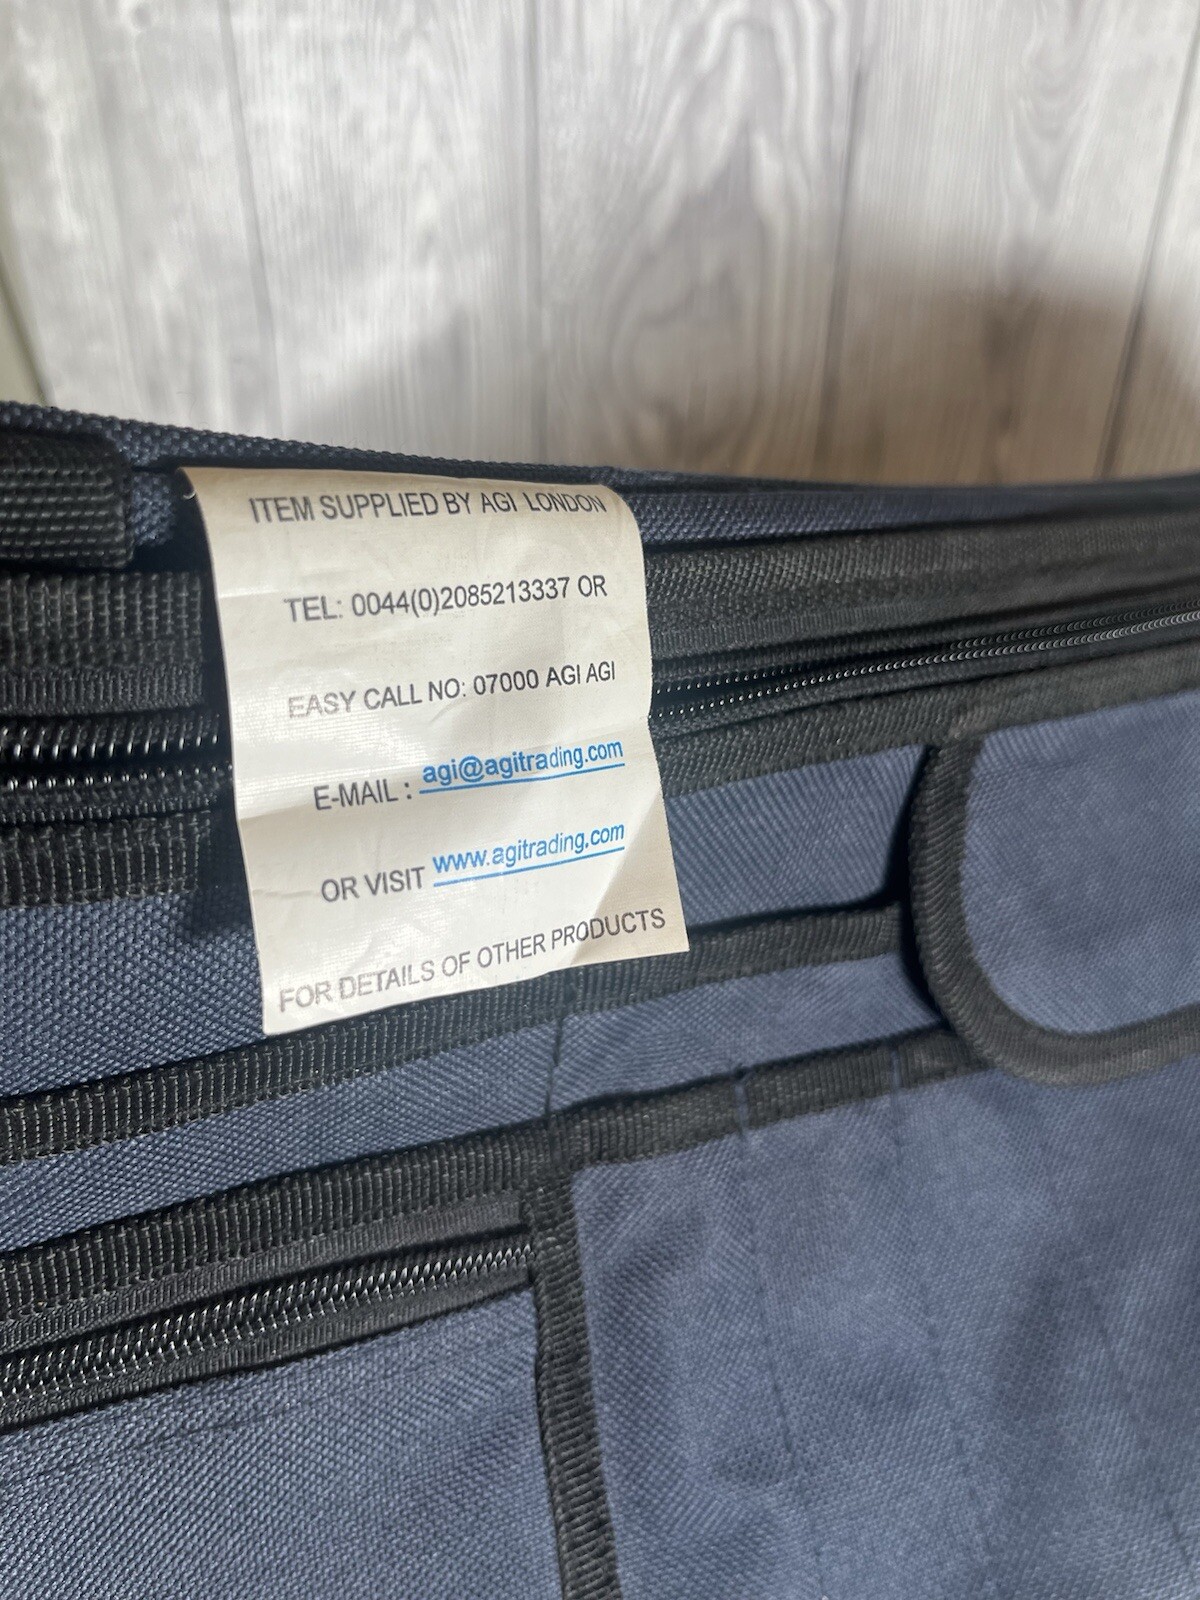 ITEM SUPPLIED BY AGI LONDON
TEL: 0044(0)2085213337 OR
EASY CALL NO: 07000 AGI AGI
E-MAIL : agi@agitrading.com
OR VISIT www.agitrading.com
FOR DETAILS OF OTHER PRODUCTS